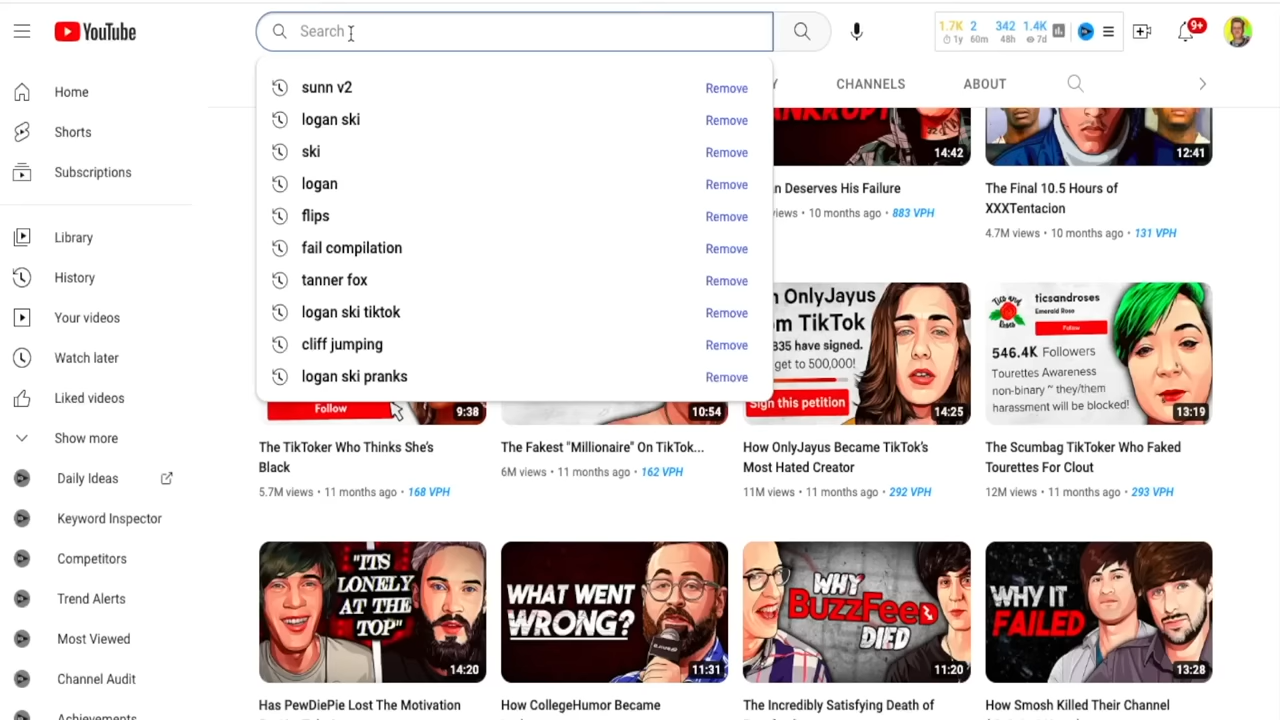 YouTube
Search
1.7K 2 342 1.4K
1y 60m 48h 7d
9+
Home
Shorts
Subscriptions
Library
History
Your videos
Watch later
Liked videos
Show more
Daily Ideas
Keyword Inspector
Competitors
Trend Alerts
Most Viewed
Channel Audit
Achievements
sunn v2 Remove
logan ski Remove
ski Remove
logan Remove
flips Remove
fail compilation Remove
tanner fox Remove
logan ski tiktok Remove
cliff jumping Remove
logan ski pranks Remove
CHANNELS ABOUT
14:42
12:41
n Deserves His Failure
iews • 10 months ago • 883 VPH
The Final 10.5 Hours of
XXXTentacion
4.7M views • 10 months ago • 131 VPH
Follow
9:38
10:54
OnlyJayus
m TikTok
835 have signed.
get to 500,000!
Sign this petition
14:25
Tics and
Roses
ticsandroses
Emerald Rose
Follow
546.4K Followers
Tourettes Awareness
non-binary ~ they/them
harassment will be blocked!
13:19
The TikToker Who Thinks She's
Black
5.7M views • 11 months ago • 168 VPH
The Fakest "Millionaire" On TikTok...
6M views • 11 months ago • 162 VPH
How OnlyJayus Became TikTok's
Most Hated Creator
11M views • 11 months ago • 292 VPH
The Scumbag TikToker Who Faked
Tourettes For Clout
12M views • 11 months ago • 293 VPH
"ITS
LONELY
AT THE
TOP"
14:20
WHAT WENT
WRONG?
11:31
WHY
BUZZFEED
DIED
11:20
WHY IT
FAILED
13:28
Has PewDiePie Lost The Motivation
How CollegeHumor Became
The Incredibly Satisfying Death of
How Smosh Killed Their Channel